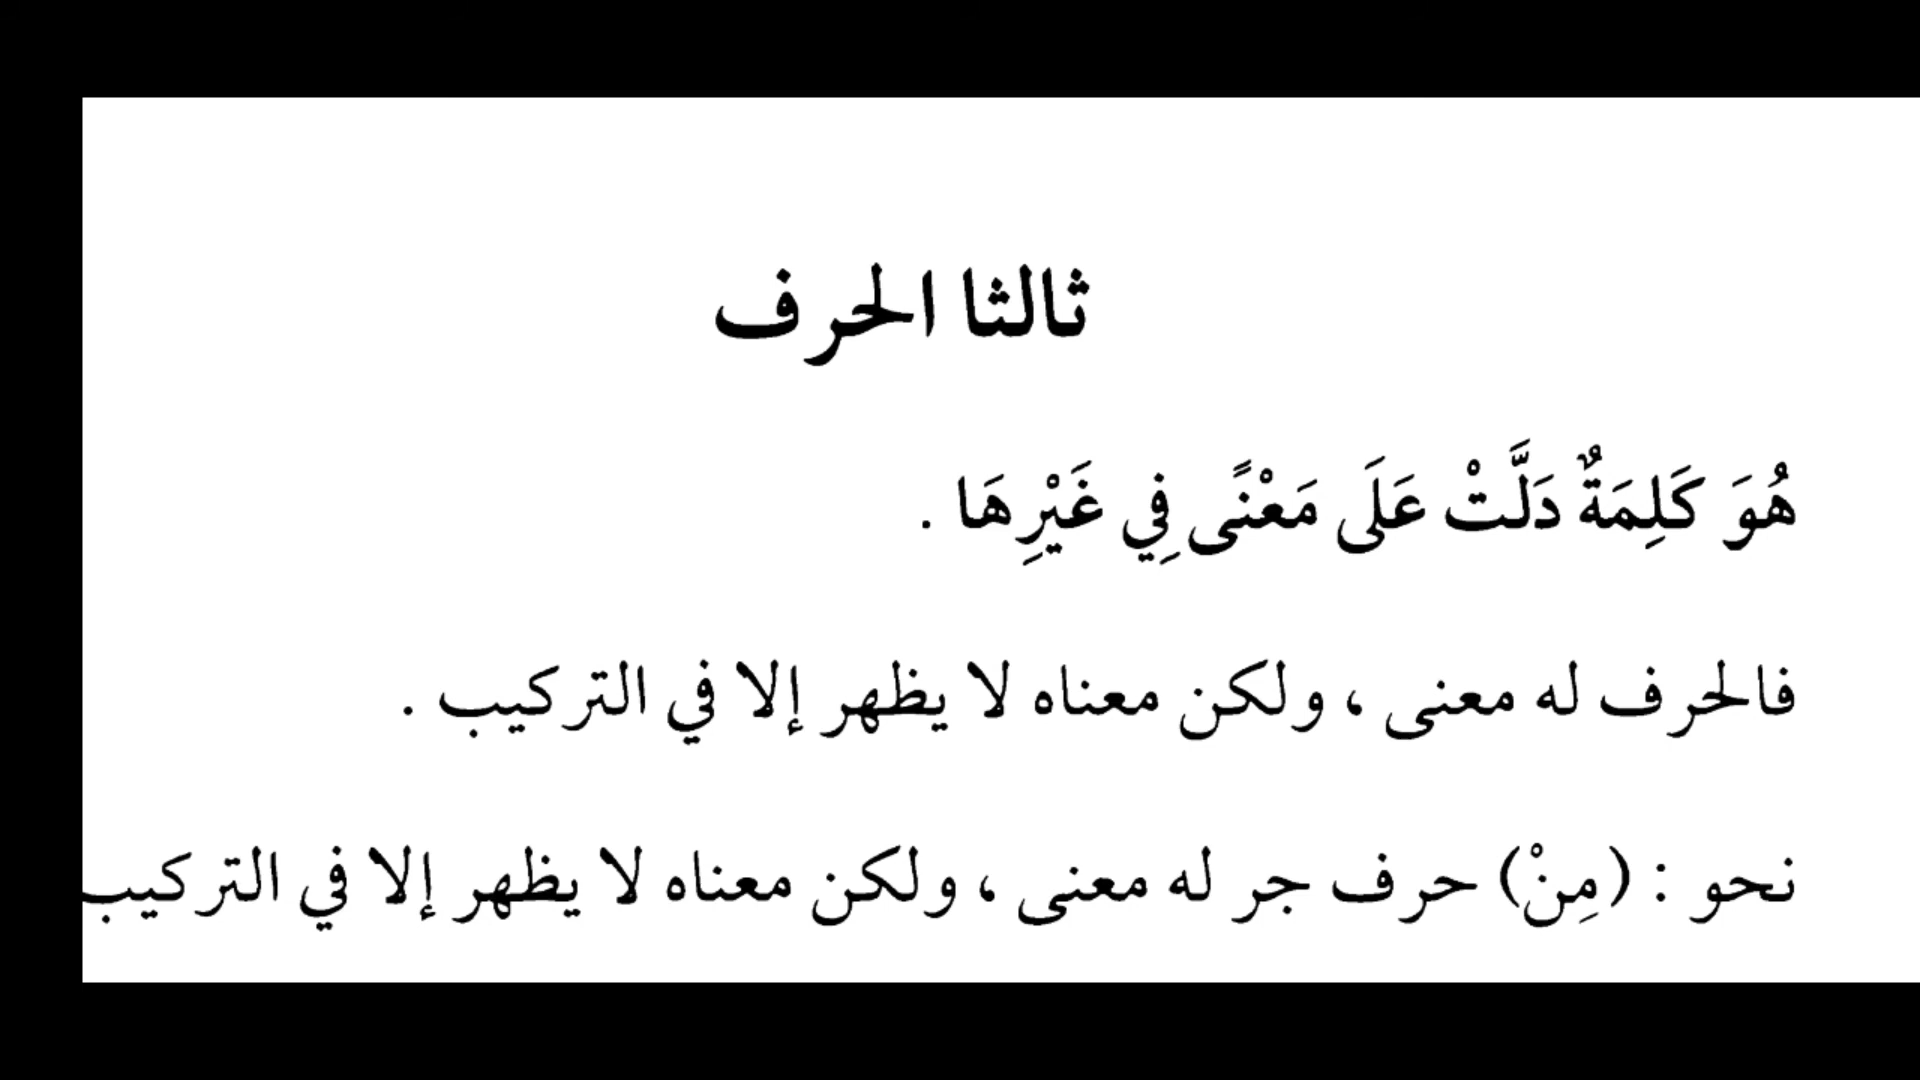 ثالثا الحرف
هُوَ كَلِمَةٌ دَلَّتْ عَلَى مَعْنًى فِي غَيْرِهَا .
فالحرف له معنى ، ولكن معناه لا يظهر إلا في التركيب .
نحو : (مِنْ) حرف جر له معنى ، ولكن معناه لا يظهر إلا في التركيب